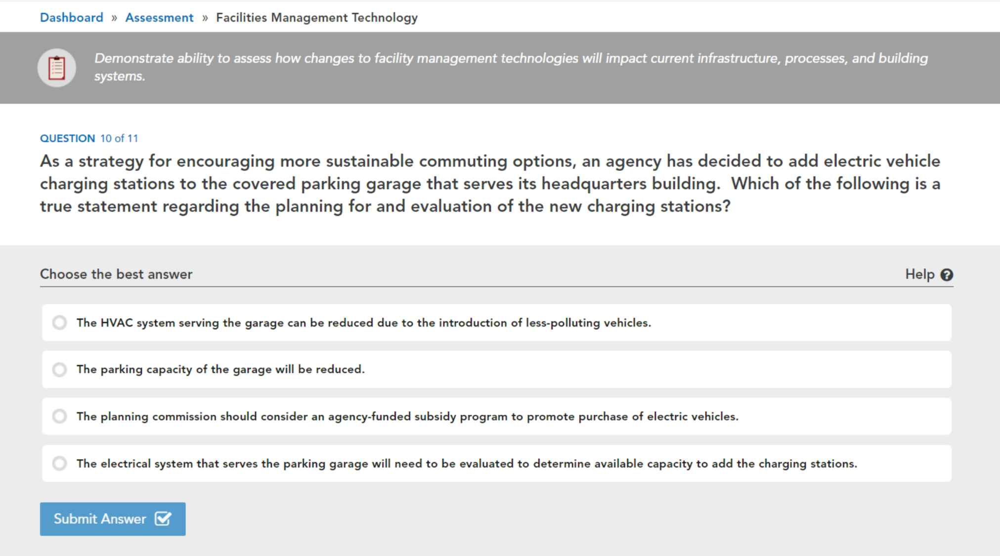 Dashboard » Assessment » Facilities Management Technology
Demonstrate ability to assess how changes to facility management technologies will impact current infrastructure, processes, and building
systems.
QUESTION 10 of 11
As a strategy for encouraging more sustainable commuting options, an agency has decided to add electric vehicle
charging stations to the covered parking garage that serves its headquarters building. Which of the following is a
true statement regarding the planning for and evaluation of the new charging stations?
Choose the best answer
Help ?
The HVAC system serving the garage can be reduced due to the introduction of less-polluting vehicles.
The parking capacity of the garage will be reduced.
The planning commission should consider an agency-funded subsidy program to promote purchase of electric vehicles.
The electrical system that serves the parking garage will need to be evaluated to determine available capacity to add the charging stations.
Submit Answer